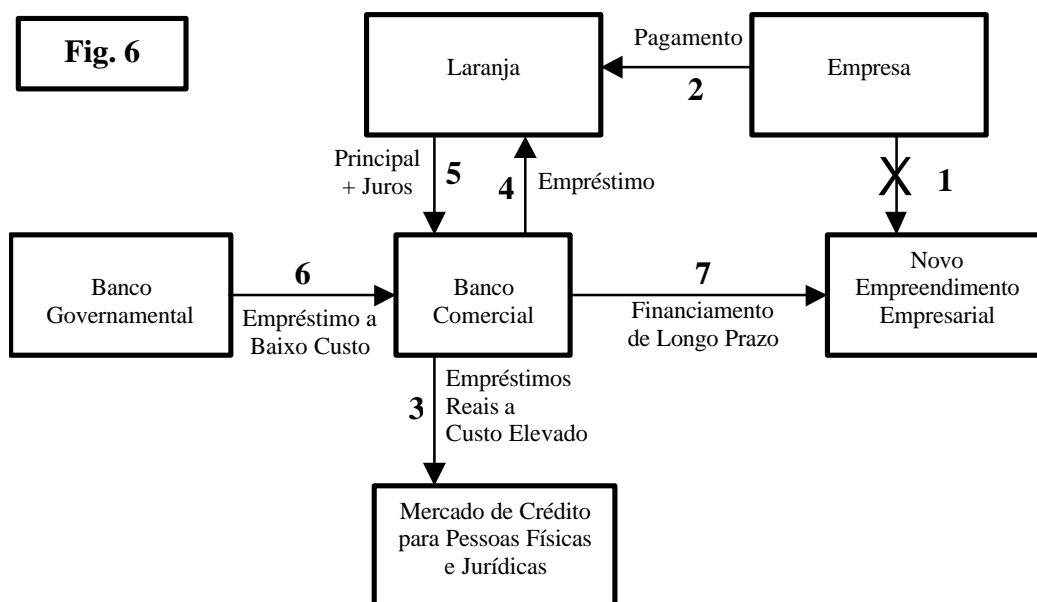 Fig. 6
Laranja
Pagamento
2
Empresa
Principal
+ Juros
5
4
Empréstimo
1
Banco
Governamental
6
Empréstimo a
Baixo Custo
Banco
Comercial
7
Financiamento
de Longo Prazo
Novo
Empreendimento
Empresarial
3
Empréstimos
Reais a
Custo Elevado
Mercado de Crédito
para Pessoas Físicas
e Jurídicas